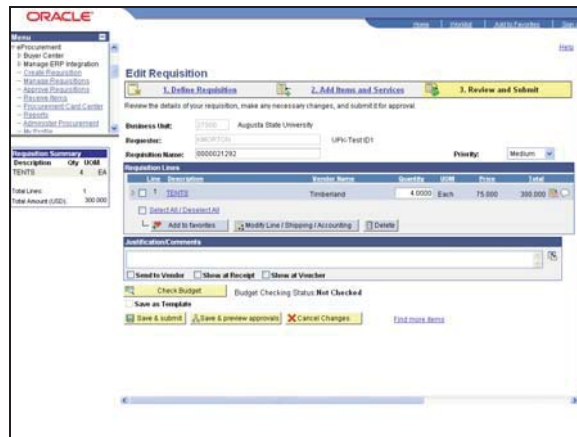 ORACLE
Home Worklist Add to Favorites Sign
Menu
eProcurement
Buyer Center
Manage ERP Integration
Create Requisition
Manage Requisitions
Approve Requisitions
Receive Items
Procurement Card Center
Reports
Administer Procurement
My Profile
Help
Edit Requisition
1. Define Requisition 2. Add Items and Services 3. Review and Submit
Review the details of your requisition, make any necessary changes, and submit it for approval.
Business Unit: Augusta State University
Requester: KMORTON UPK-Test ID1
Requisition Name: 0000021292 Priority: Medium
Requisition Summary
Description Qty UOM
TENTS 4 EA
Total Lines: 1
Total Amount (USD): 300.000
Requisition Lines
Line Description Vendor Name Quantity UOM Price Total
1 TENTS Timberland 4.0000 Each 75.000 300.000
Select All / Deselect All
Add to favorites Modify Line / Shipping / Accounting Delete
Justification/Comments
Send to Vendor Show at Receipt Show at Voucher
Check Budget Budget Checking Status: Not Checked
Save as Template
Save & submit Save & preview approvals Cancel Changes Find more items